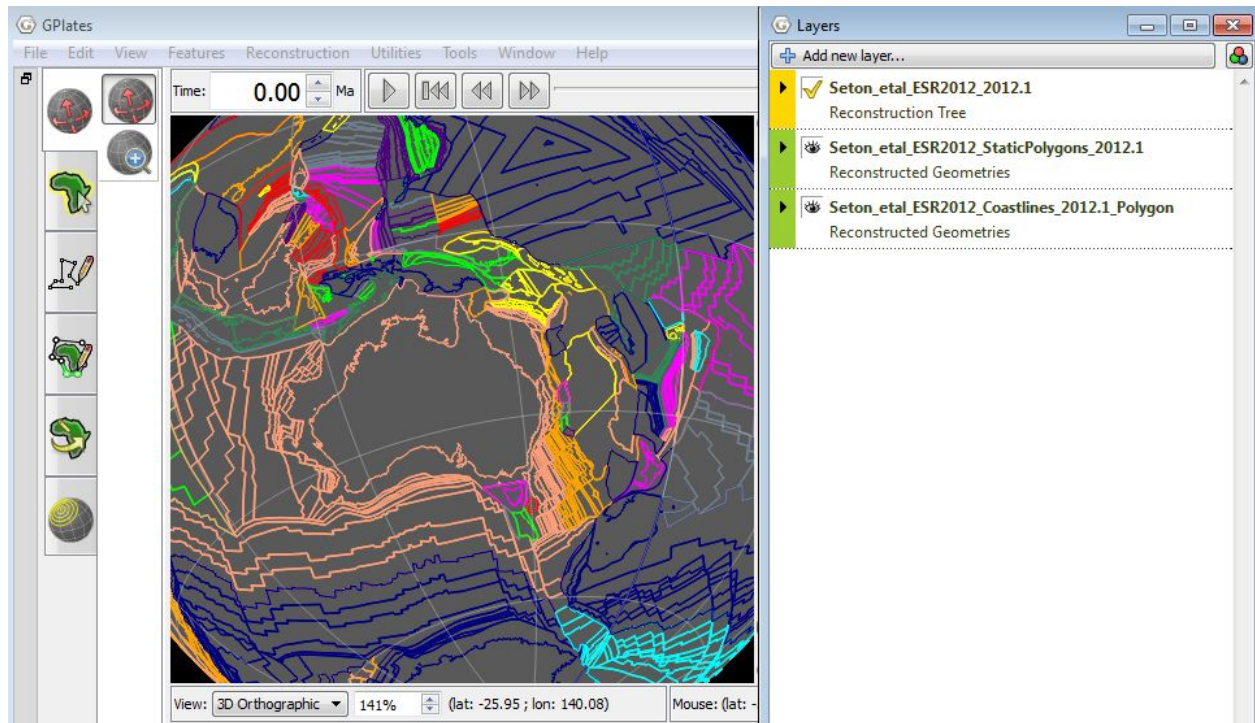 GPlates
File Edit View Features Reconstruction Utilities Tools Window Help
Time: 0.00 Ma
View: 3D Orthographic 141% (lat: -25.95 ; lon: 140.08) Mouse: (lat: -
Layers
Add new layer...
Seton_etal_ESR2012_2012.1
Reconstruction Tree
Seton_etal_ESR2012_StaticPolygons_2012.1
Reconstructed Geometries
Seton_etal_ESR2012_Coastlines_2012.1_Polygon
Reconstructed Geometries